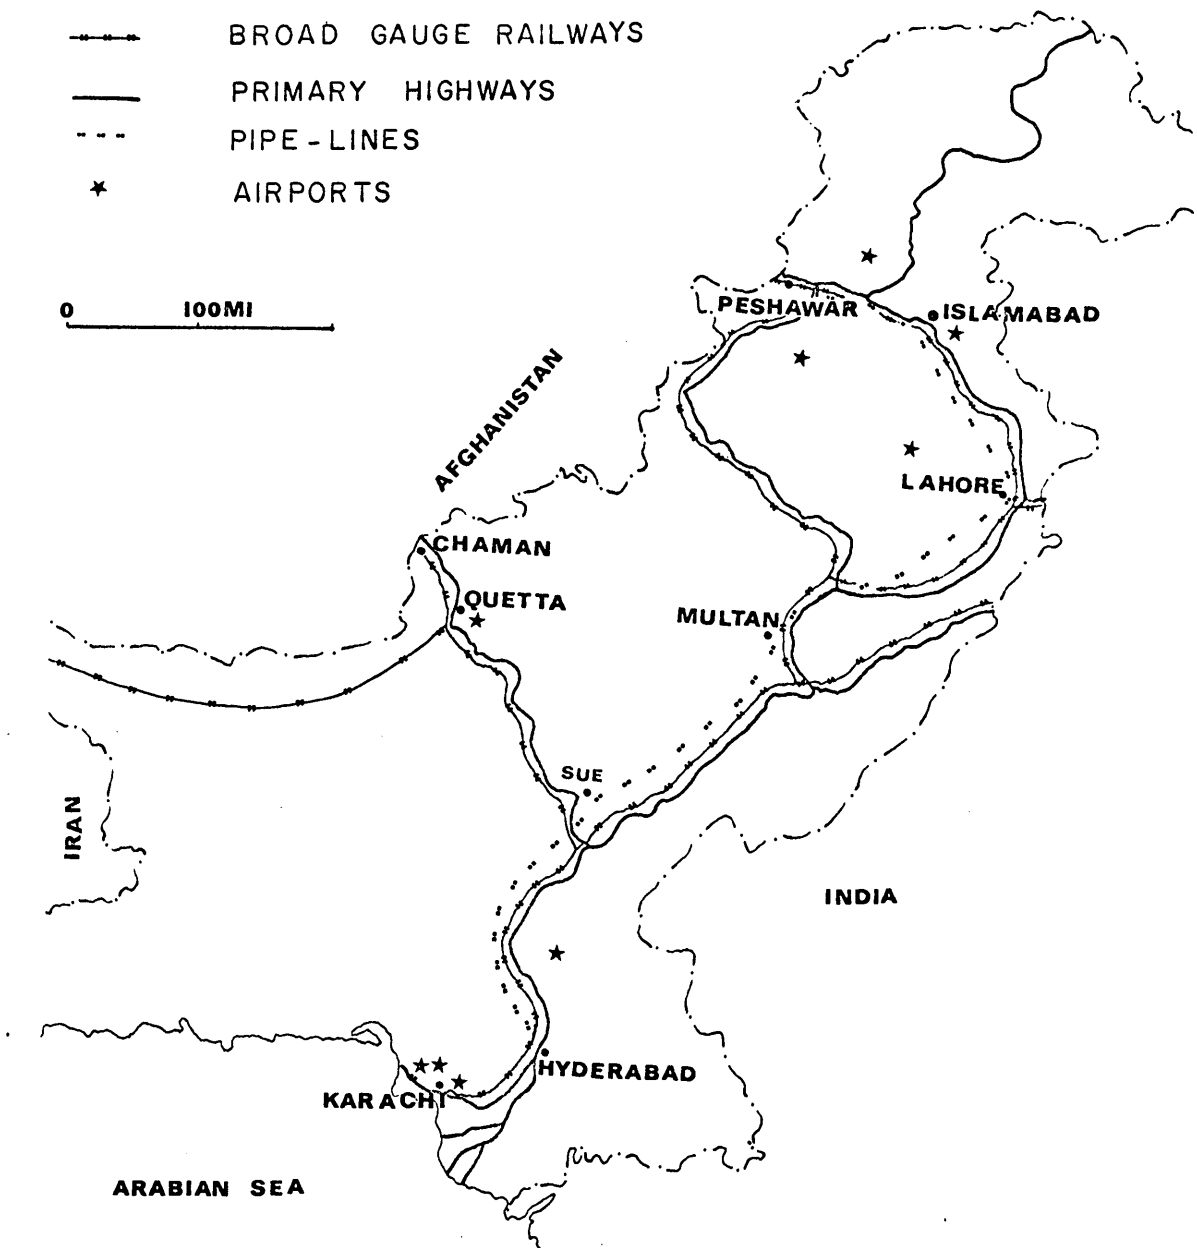 BROAD GAUGE RAILWAYS
PRIMARY HIGHWAYS
PIPE-LINES
AIRPORTS
0 100MI
PESHAWAR
ISLAMABAD
AFGHANISTAN
LAHORE
CHAMAN
QUETTA
MULTAN
SUE
IRAN
INDIA
HYDERABAD
KARACHI
ARABIAN SEA